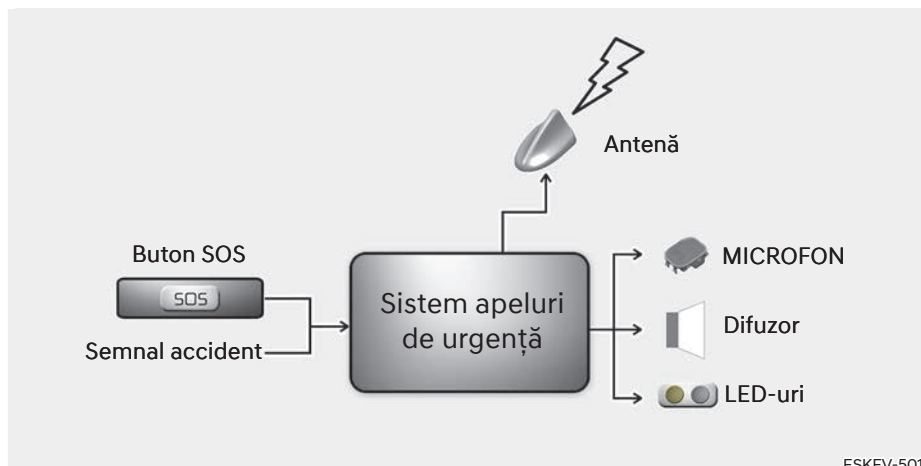 Antenă
Buton SOS
SOS
Semnal accident
Sistem apeluri
de urgență
MICROFON
Difuzor
LED-uri